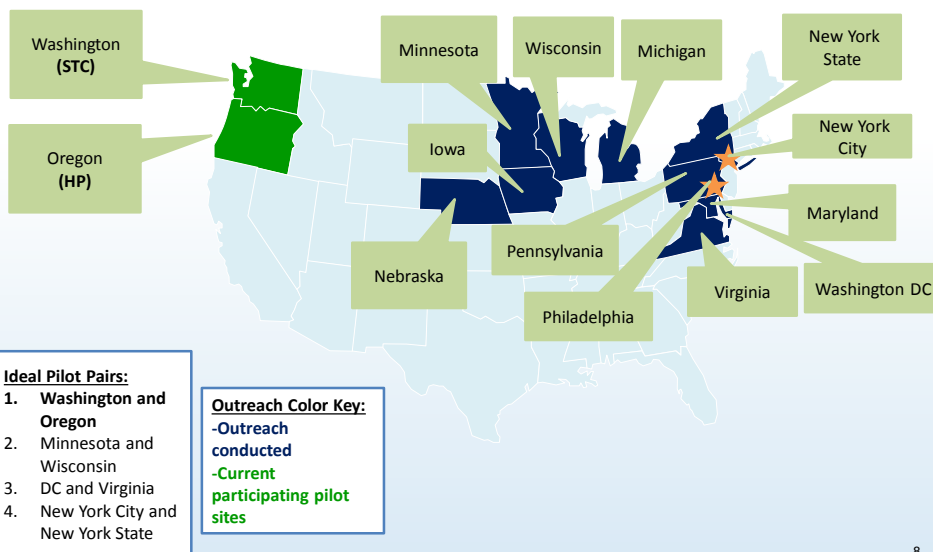 Washington
(STC)
Minnesota
Wisconsin
Michigan
New York
State
Oregon
(HP)
Iowa
New York
City
Maryland
Pennsylvania
Nebraska
Virginia
Washington DC
Philadelphia
Ideal Pilot Pairs:
1. Washington and
Oregon
2. Minnesota and
Wisconsin
3. DC and Virginia
4. New York City and
New York State
Outreach Color Key:
-Outreach
conducted
-Current
participating pilot
sites
8